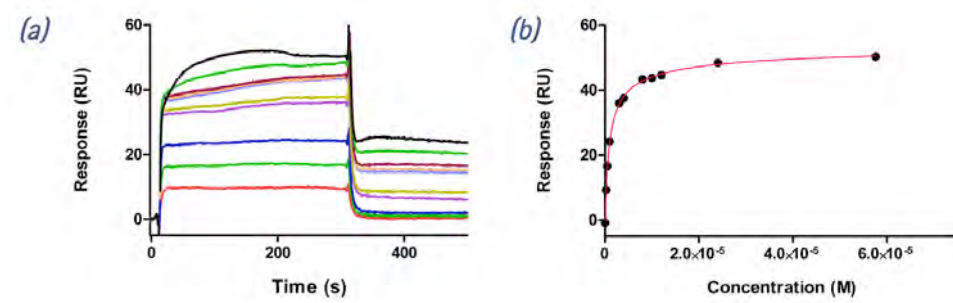 (a)
Response (RU)
60
40
20
0
0
200
400
Time (s)
(b)
Response (RU)
60
40
20
0
0
2.0×10⁻⁵
4.0×10⁻⁵
6.0×10⁻⁵
Concentration (M)